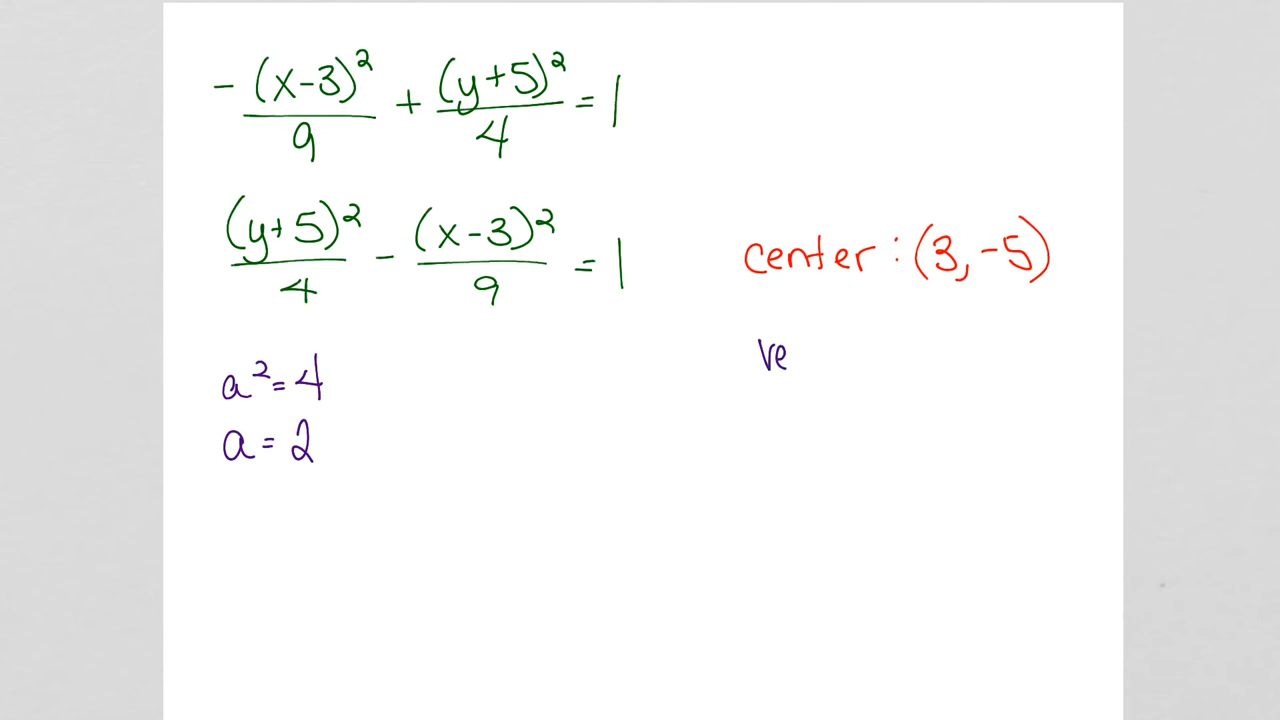 -(x-3)²/9 + (y+5)²/4 = 1
(y+5)²/4 - (x-3)²/9 = 1
center: (3, -5)
ve
a² = 4
a = 2